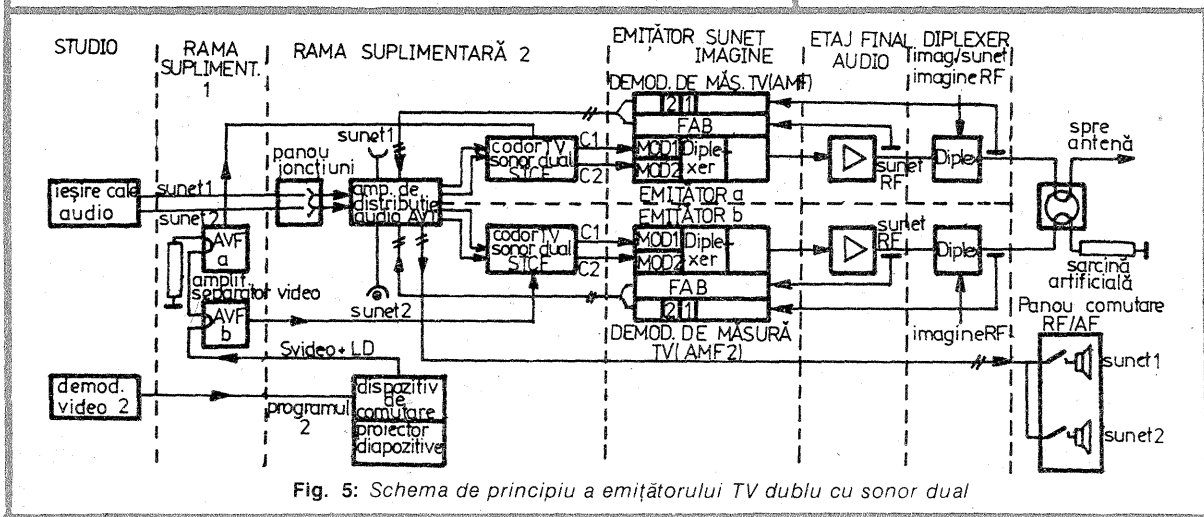 STUDIO
RAMA
SUPLIMENT.
1
RAMA SUPLIMENTARĂ 2
EMIŢĂTOR SUNET
IMAGINE
ETAJ FINAL
AUDIO
DIPLEXER
imag/sunet
imagine RF
DEMOD. DE MĂS. TV(AMF)
2 1
FAB
sunet1
panou
joncţiuni
codor TV
sonor dual
STCF
C1
C2
MOD1
MOD2
Diple-
xer
sunet
RF
Diplex
spre
antenă
ieşire cale
audio
sunet1
sunet2
amp. de
distribuţie
audio AVT
EMIŢĂTOR a
EMIŢĂTOR b
AVF
a
amplif.
separator video
AVF
b
codor TV
sonor dual
STCF
C1
C2
MOD1
MOD2
Diple-
xer
sunet
RF
Diplex
sarcină
artificială
FAB
2 1
sunet2
DEMOD. DE MĂSURĂ
TV(AMF2)
imagineRF
Panou comutare
RF/AF
Svideo+LD
sunet1
demod.
video 2
programul
2
dispozitiv
de
comutare
proiector
diapozitive
sunet2
Fig. 5: Schema de principiu a emiţătorului TV dublu cu sonor dual